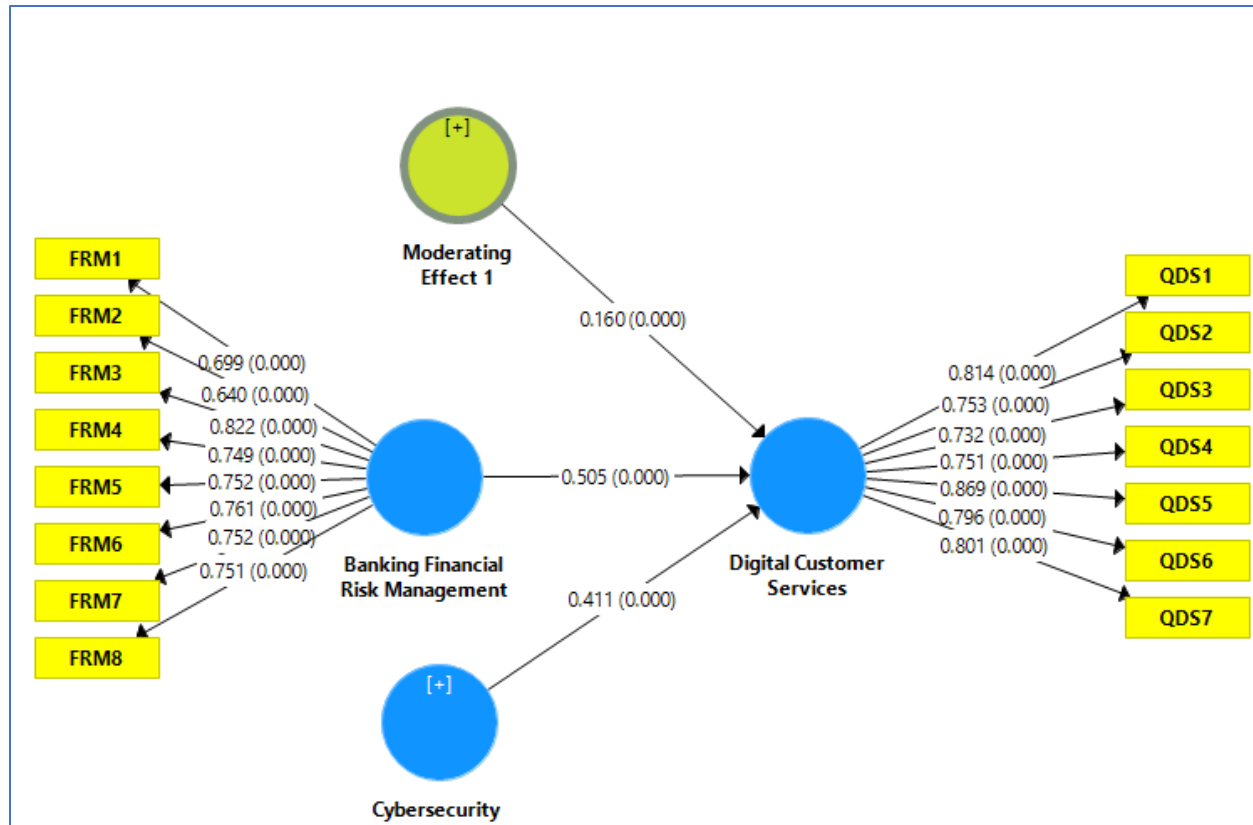 [+]
Moderating
Effect 1
FRM1
FRM2
FRM3
FRM4
FRM5
FRM6
FRM7
FRM8
0.699 (0.000)
0.640 (0.000)
0.822 (0.000)
0.749 (0.000)
0.752 (0.000)
0.761 (0.000)
0.752 (0.000)
0.751 (0.000)
Banking Financial
Risk Management
0.160 (0.000)
0.505 (0.000)
0.411 (0.000)
[+]
Cybersecurity
Digital Customer
Services
0.814 (0.000)
0.753 (0.000)
0.732 (0.000)
0.751 (0.000)
0.869 (0.000)
0.796 (0.000)
0.801 (0.000)
QDS1
QDS2
QDS3
QDS4
QDS5
QDS6
QDS7